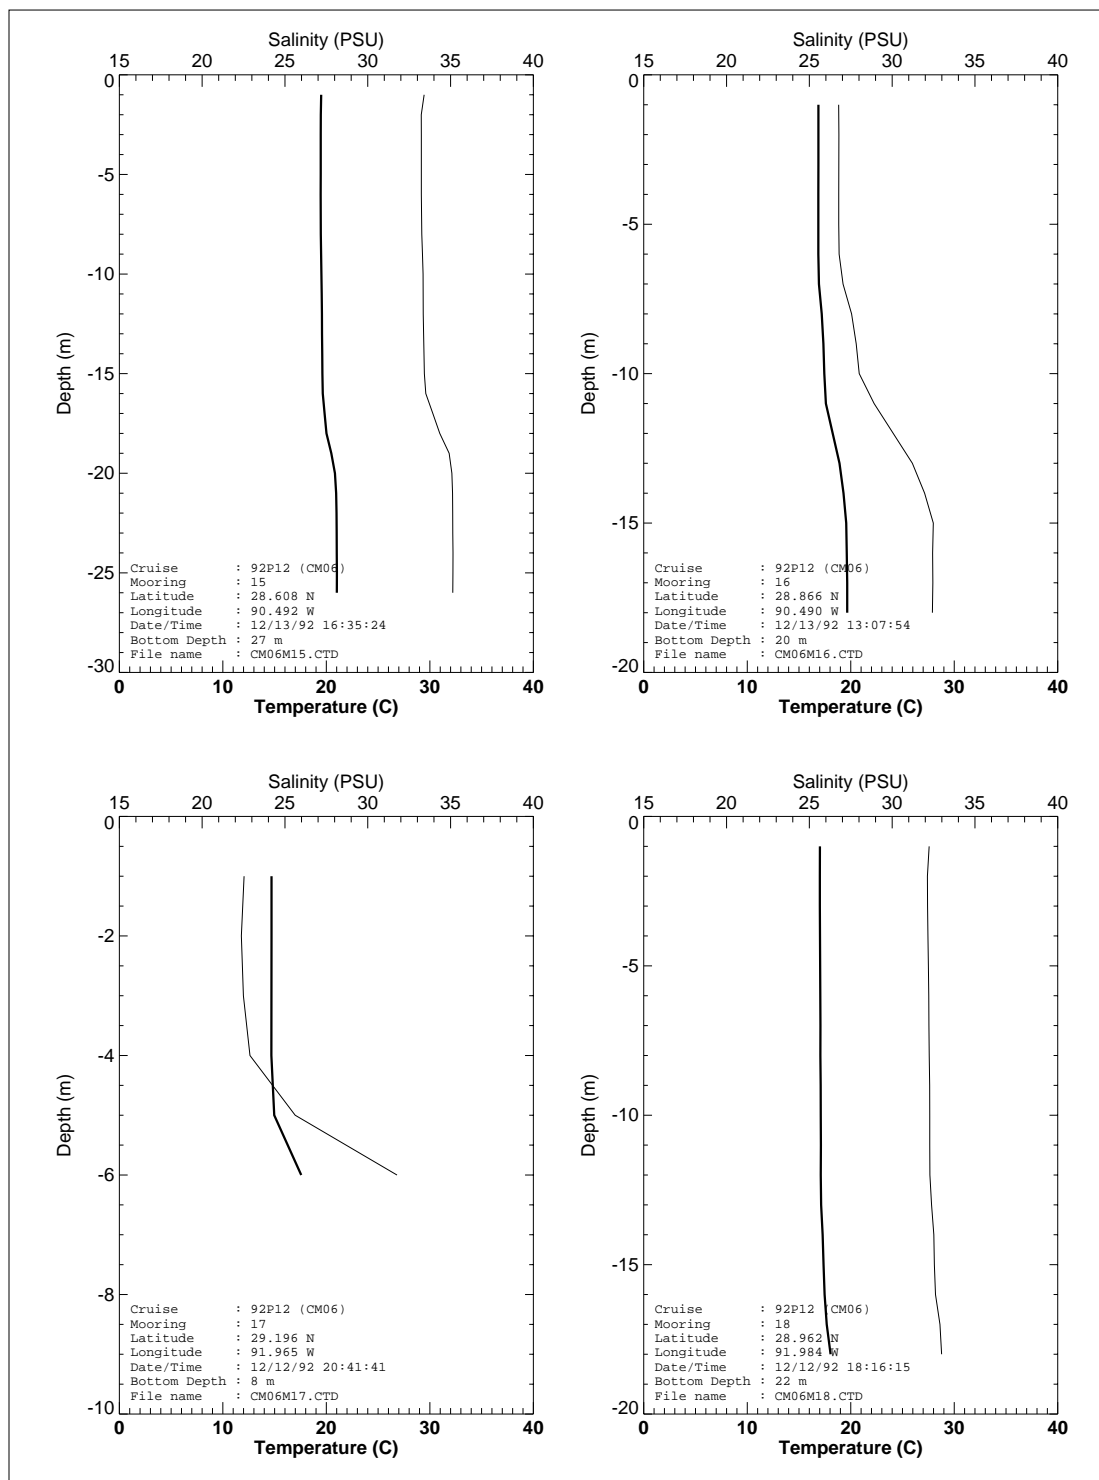 Salinity (PSU)
15 20 25 30 35 40
0
-5
-10
-15
-20
-25
-30
Depth (m)
Cruise : 92P12 (CM06)
Mooring : 15
Latitude : 28.608 N
Longitude : 90.492 W
Date/Time : 12/13/92 16:35:24
Bottom Depth : 27 m
File name : CM06M15.CTD
0 10 20 30 40
Temperature (C)
Salinity (PSU)
15 20 25 30 35 40
0
-5
-10
-15
-20
Depth (m)
Cruise : 92P12 (CM06)
Mooring : 16
Latitude : 28.866 N
Longitude : 90.490 W
Date/Time : 12/13/92 13:07:54
Bottom Depth : 20 m
File name : CM06M16.CTD
0 10 20 30 40
Temperature (C)
Salinity (PSU)
15 20 25 30 35 40
0
-2
-4
-6
-8
-10
Depth (m)
Cruise : 92P12 (CM06)
Mooring : 17
Latitude : 29.196 N
Longitude : 91.965 W
Date/Time : 12/12/92 20:41:41
Bottom Depth : 8 m
File name : CM06M17.CTD
0 10 20 30 40
Temperature (C)
Salinity (PSU)
15 20 25 30 35 40
0
-5
-10
-15
-20
Depth (m)
Cruise : 92P12 (CM06)
Mooring : 18
Latitude : 28.962 N
Longitude : 91.984 W
Date/Time : 12/12/92 18:16:15
Bottom Depth : 22 m
File name : CM06M18.CTD
0 10 20 30 40
Temperature (C)